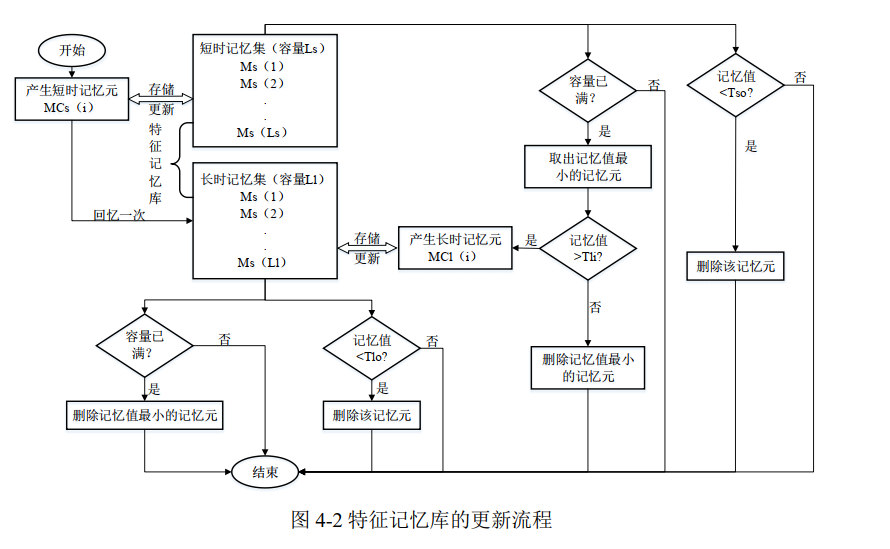 开始
产生短时记忆元
MCs（i）
存储
更新
短时记忆集（容量Ls）
Ms（1）
Ms（2）
.
.
Ms（Ls）
特
征
记
忆
库
回忆一次
长时记忆集（容量Ll）
Ms（1）
Ms（2）
.
.
Ms（Ll）
存储
更新
产生长时记忆元
MCl（i）
是
容量已
满？
否
是
取出记忆值最
小的记忆元
记忆值
>Tli?
否
删除记忆值最小
的记忆元
记忆值
<Tso?
否
是
删除该记忆元
容量已
满？
否
是
删除记忆值最小的记忆元
记忆值
<Tlo?
否
是
删除该记忆元
结束
图 4-2 特征记忆库的更新流程